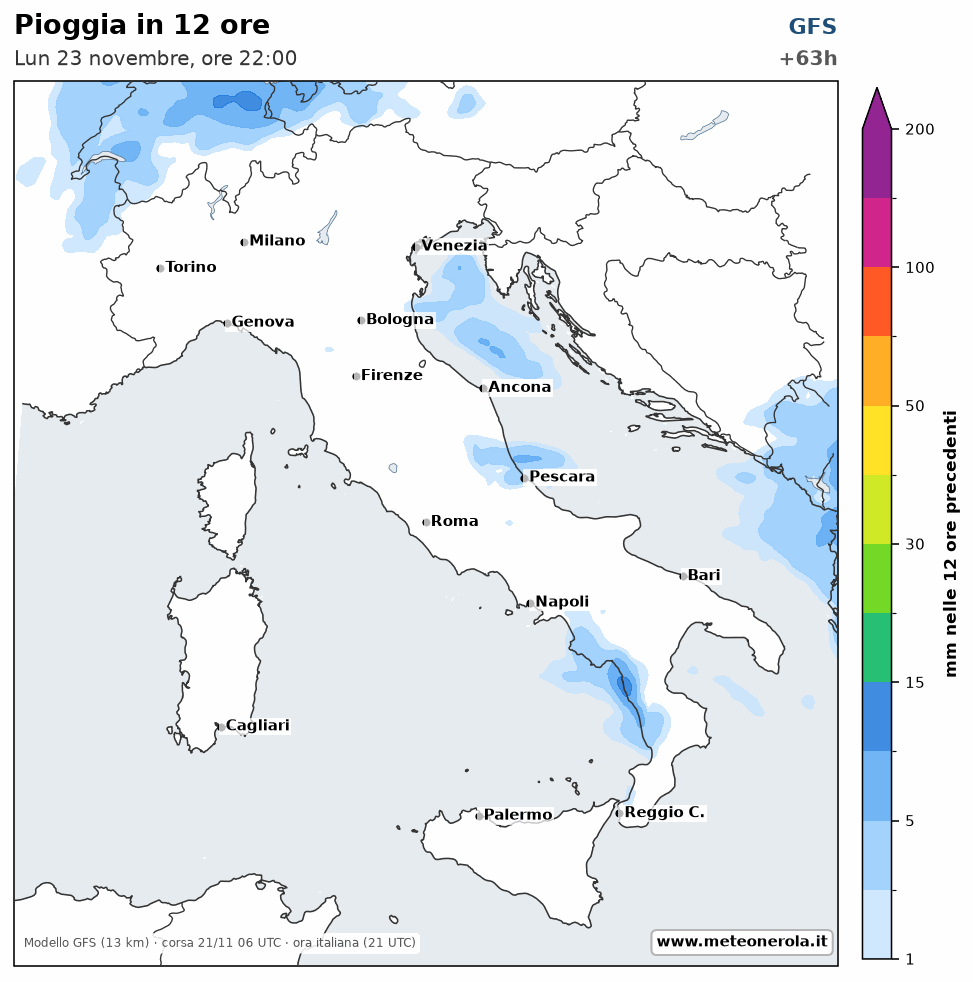 Pioggia in 12 ore
GFS
Lun 23 novembre, ore 22:00
+63h
Milano
Venezia
Torino
Genova
Bologna
Firenze
Ancona
Pescara
Roma
Bari
Napoli
Cagliari
Palermo
Reggio C.
200
100
50
30
15
5
1
mm nelle 12 ore precedenti
Modello GFS (13 km) · corsa 21/11 06 UTC · ora italiana (21 UTC)
www.meteonerola.it